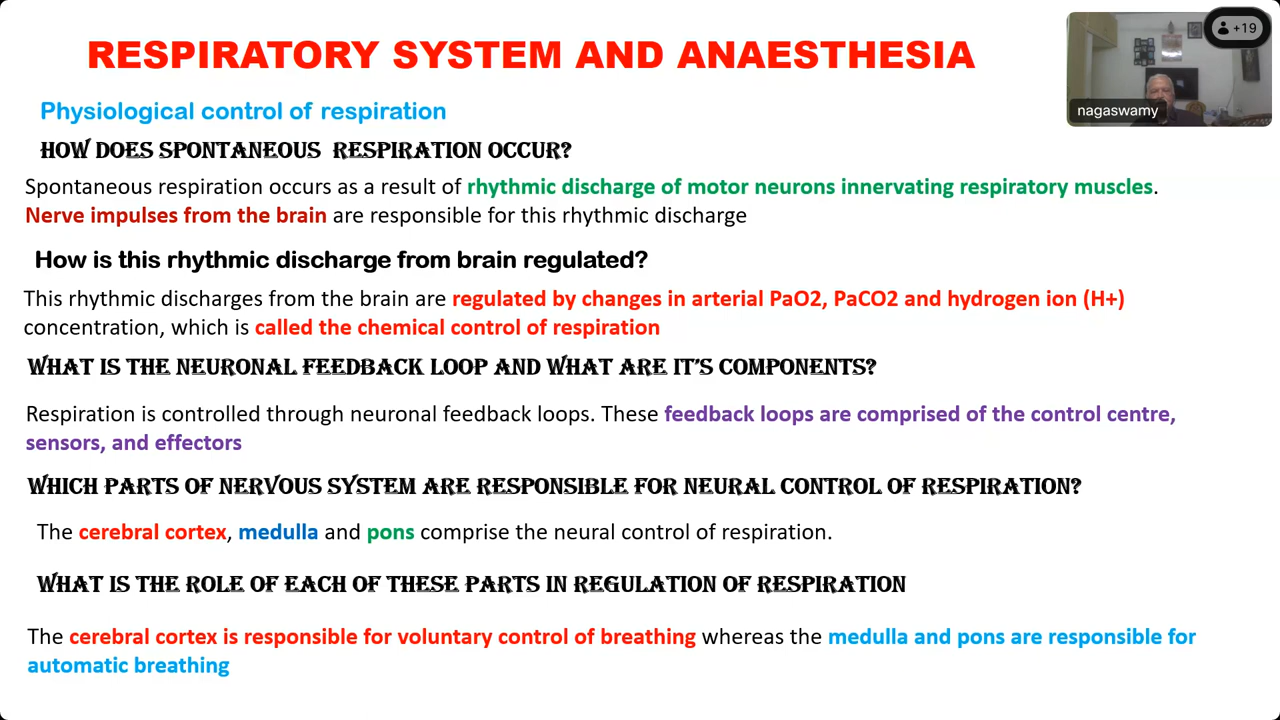 RESPIRATORY SYSTEM AND ANAESTHESIA
+19
nagaswamy
Physiological control of respiration
HOW DOES SPONTANEOUS RESPIRATION OCCUR?
Spontaneous respiration occurs as a result of rhythmic discharge of motor neurons innervating respiratory muscles.
Nerve impulses from the brain are responsible for this rhythmic discharge
How is this rhythmic discharge from brain regulated?
This rhythmic discharges from the brain are regulated by changes in arterial PaO2, PaCO2 and hydrogen ion (H+)
concentration, which is called the chemical control of respiration
WHAT IS THE NEURONAL FEEDBACK LOOP AND WHAT ARE IT'S COMPONENTS?
Respiration is controlled through neuronal feedback loops. These feedback loops are comprised of the control centre,
sensors, and effectors
WHICH PARTS OF NERVOUS SYSTEM ARE RESPONSIBLE FOR NEURAL CONTROL OF RESPIRATION?
The cerebral cortex, medulla and pons comprise the neural control of respiration.
WHAT IS THE ROLE OF EACH OF THESE PARTS IN REGULATION OF RESPIRATION
The cerebral cortex is responsible for voluntary control of breathing whereas the medulla and pons are responsible for
automatic breathing